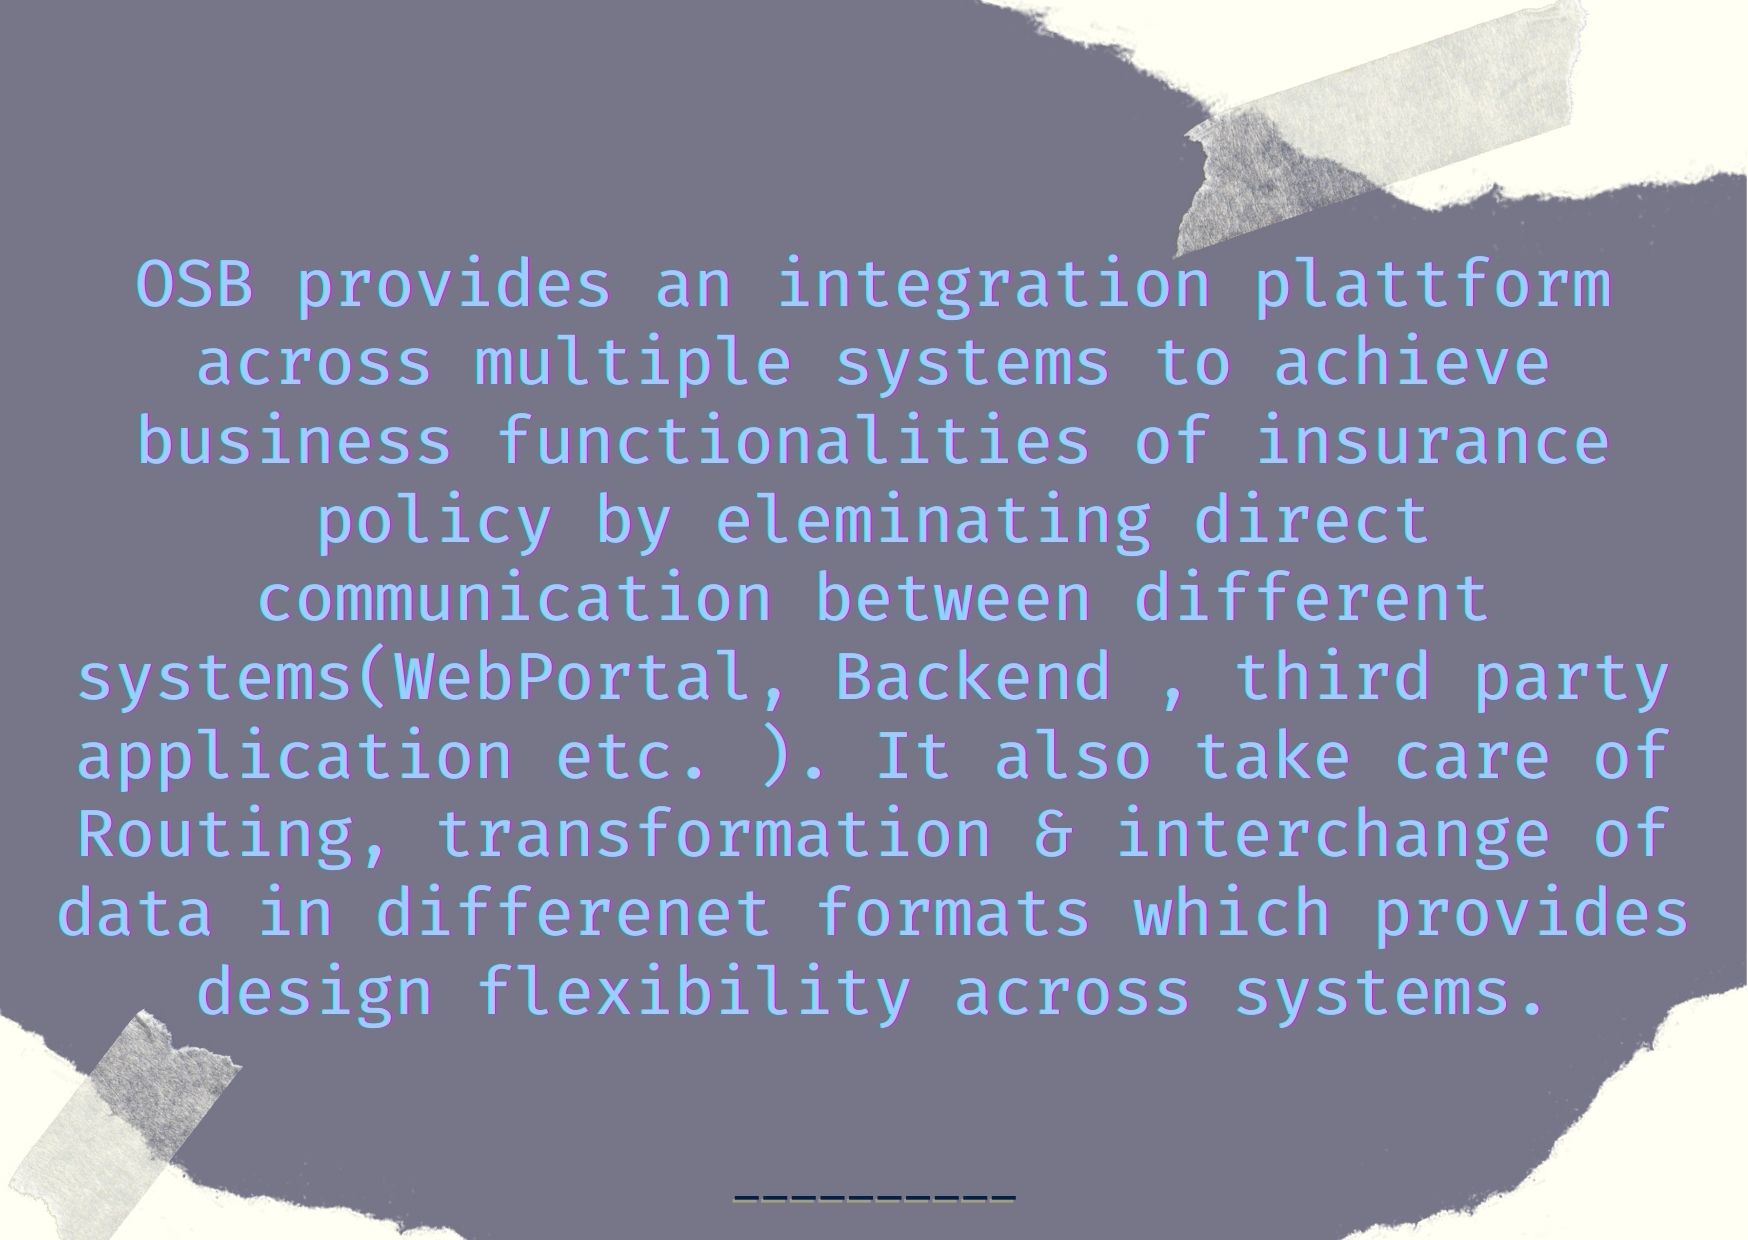 OSB provides an integration plattform
across multiple systems to achieve
business functionalities of insurance
policy by eleminating direct
communication between different
systems(WebPortal, Backend , third party
application etc. ). It also take care of
Routing, transformation & interchange of
data in differenet formats which provides
design flexibility across systems.
__________